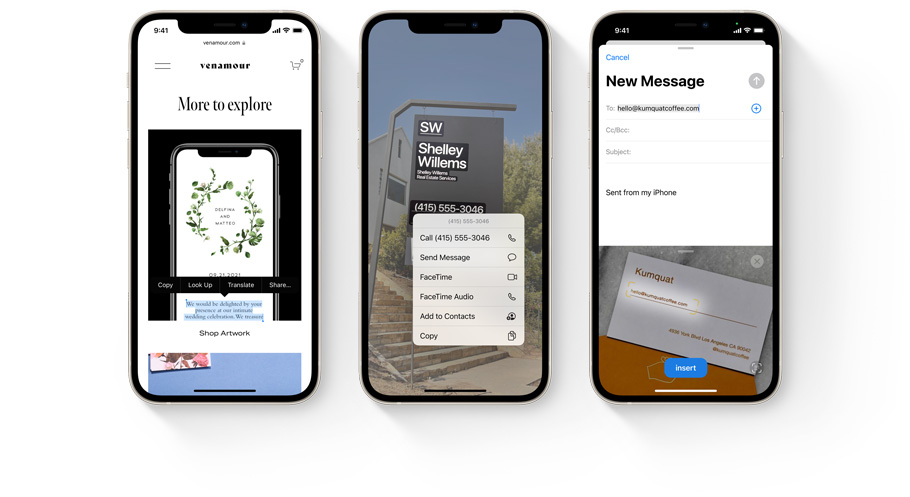 9:41
venamour.com
venamour
0
More to explore
DELFINA
AND
MATTEO
09.21.2021
Copy
Look Up
Translate
Share...
We would be delighted by your
presence at our intimate
wedding celebration. We treasure
Shop Artwork
SW
Shelley
Willems
Shelley Willems
Real Estate Services
(415) 555-3046
(415) 555-3046
Call (415) 555-3046
Send Message
FaceTime
FaceTime Audio
Add to Contacts
Copy
9:41
Cancel
New Message
To: hello@kumquatcoffee.com
Cc/Bcc:
Subject:
Sent from my iPhone
Kumquat
hello@kumquatcoffee.com
4936 York Blvd Los Angeles CA 90042
@kumquatcoffee
insert